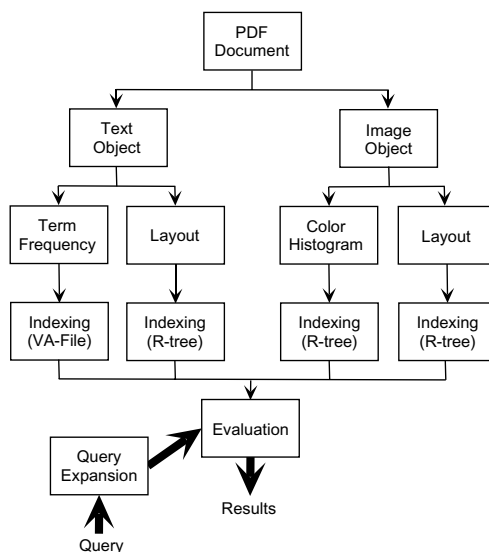 PDF
Document
Text
Object
Image
Object
Term
Frequency
Layout
Color
Histogram
Layout
Indexing
(VA-File)
Indexing
(R-tree)
Indexing
(R-tree)
Indexing
(R-tree)
Evaluation
Query
Expansion
Results
Query